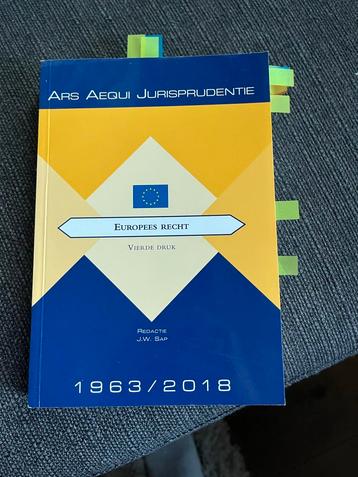 Ars Aequi Jurisprudentie
Europees recht
Vierde druk
Redactie
J.W. Sap
1963/2018